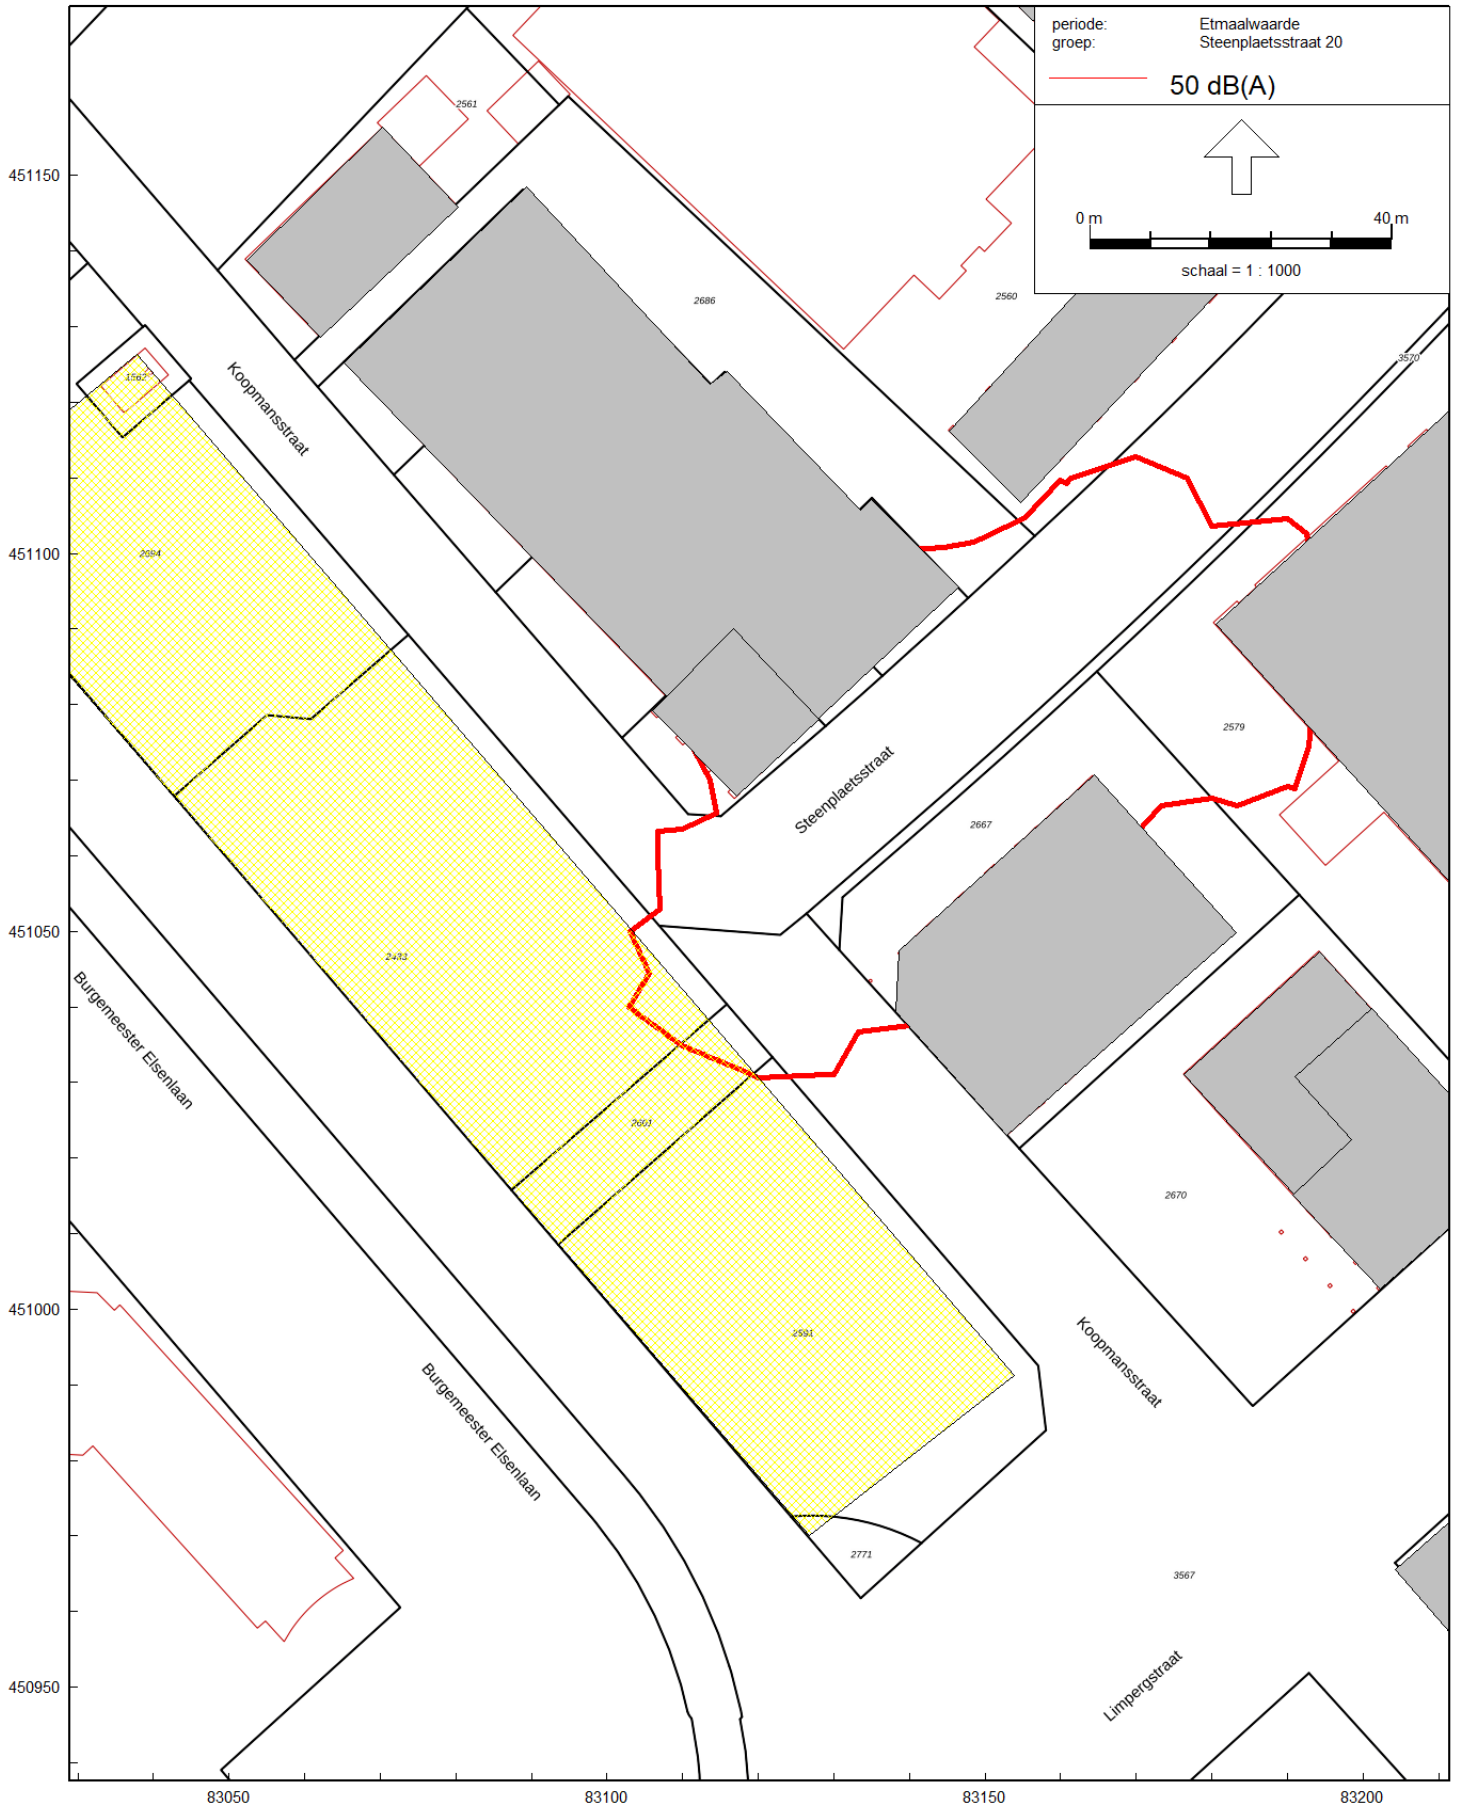 periode: Etmaalwaarde
groep: Steenplaetsstraat 20
50 dB(A)
0 m 40 m
schaal = 1 : 1000
2561
451150
2686
2560
3570
1562
Koopmansstraat
451100
2694
2579
Steenplaetsstraat
2667
451050
2433
Burgemeester Elsenlaan
2601
2670
451000
2591
Koopmansstraat
Burgemeester Elsenlaan
2771
3567
450950
Limpergstraat
83050 83100 83150 83200